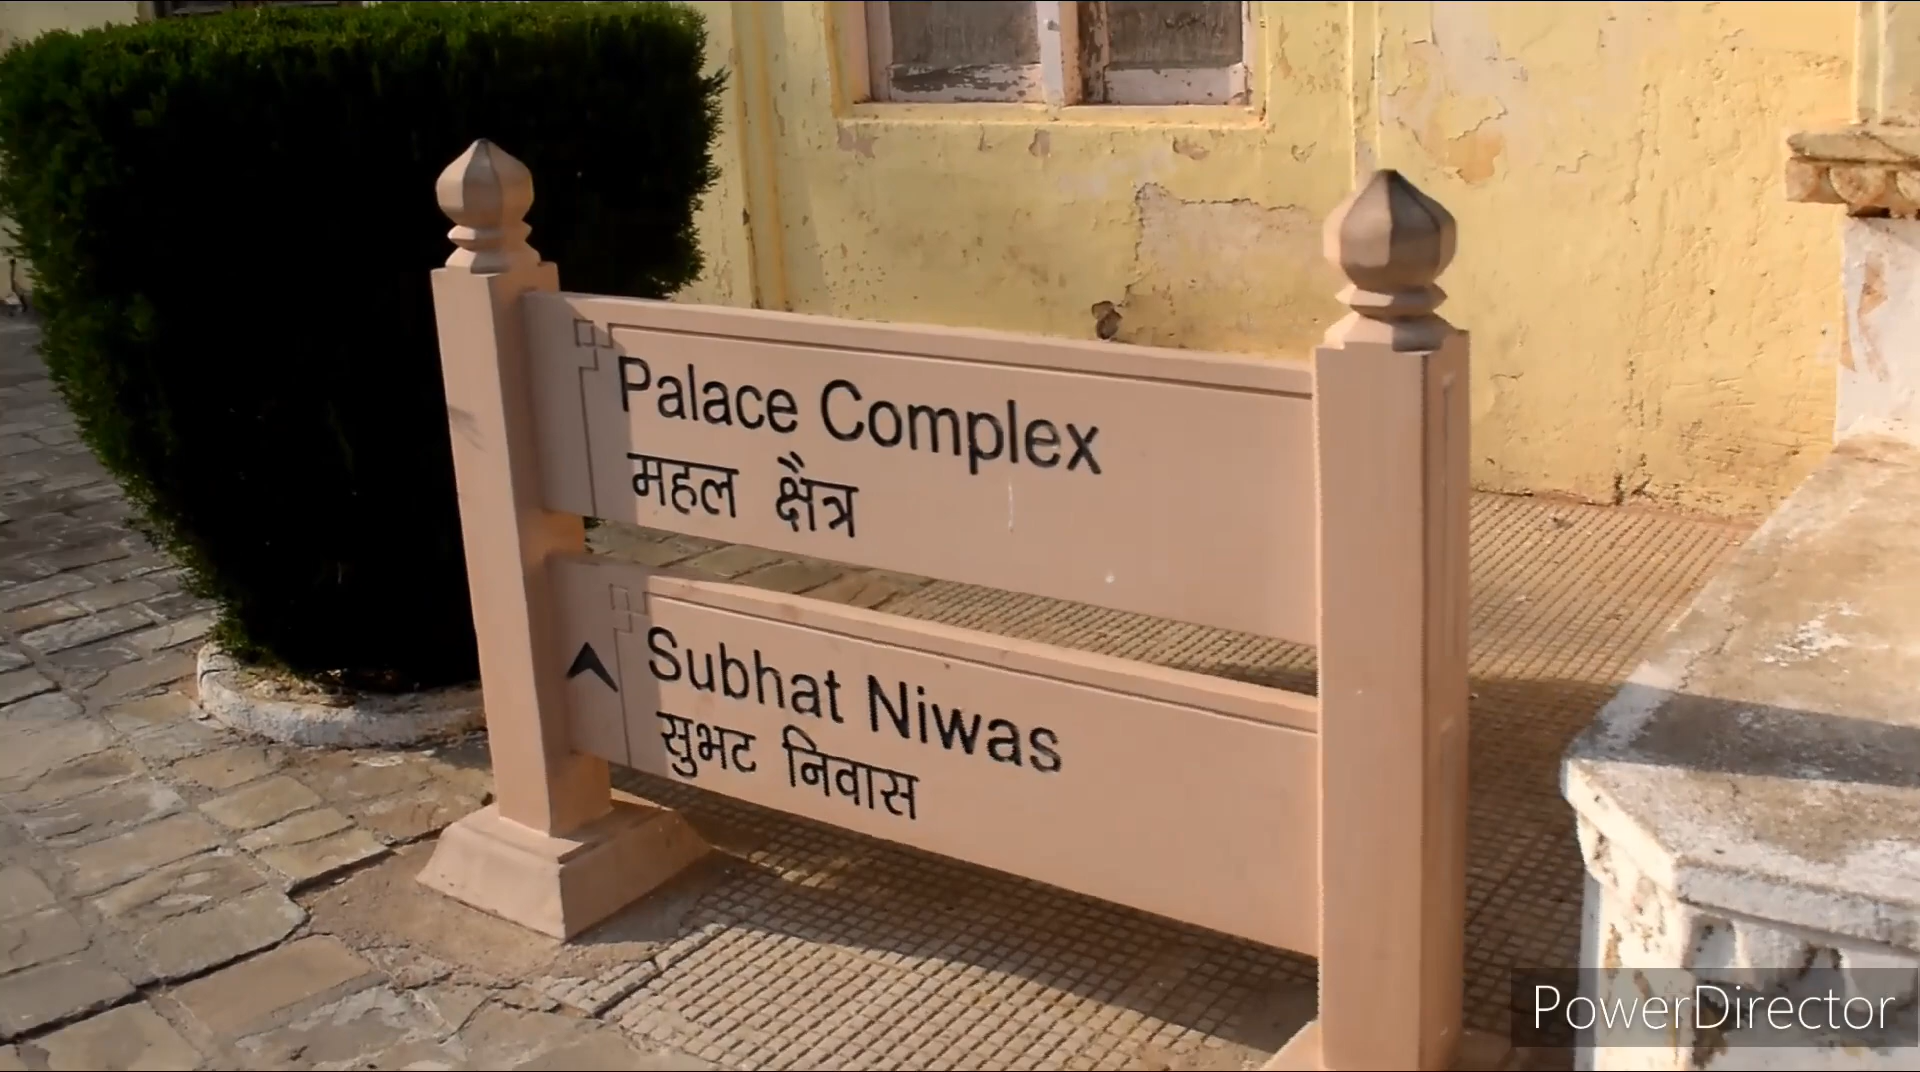 Palace Complex
महल क्षैत्र
Subhat Niwas
सुभट निवास
PowerDirector